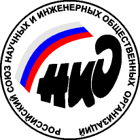 РОССИЙСКИЙ СОЮЗ НАУЧНЫХ И ИНЖЕНЕРНЫХ ОБЩЕСТВЕННЫХ ОРГАНИЗАЦИЙ
НИО